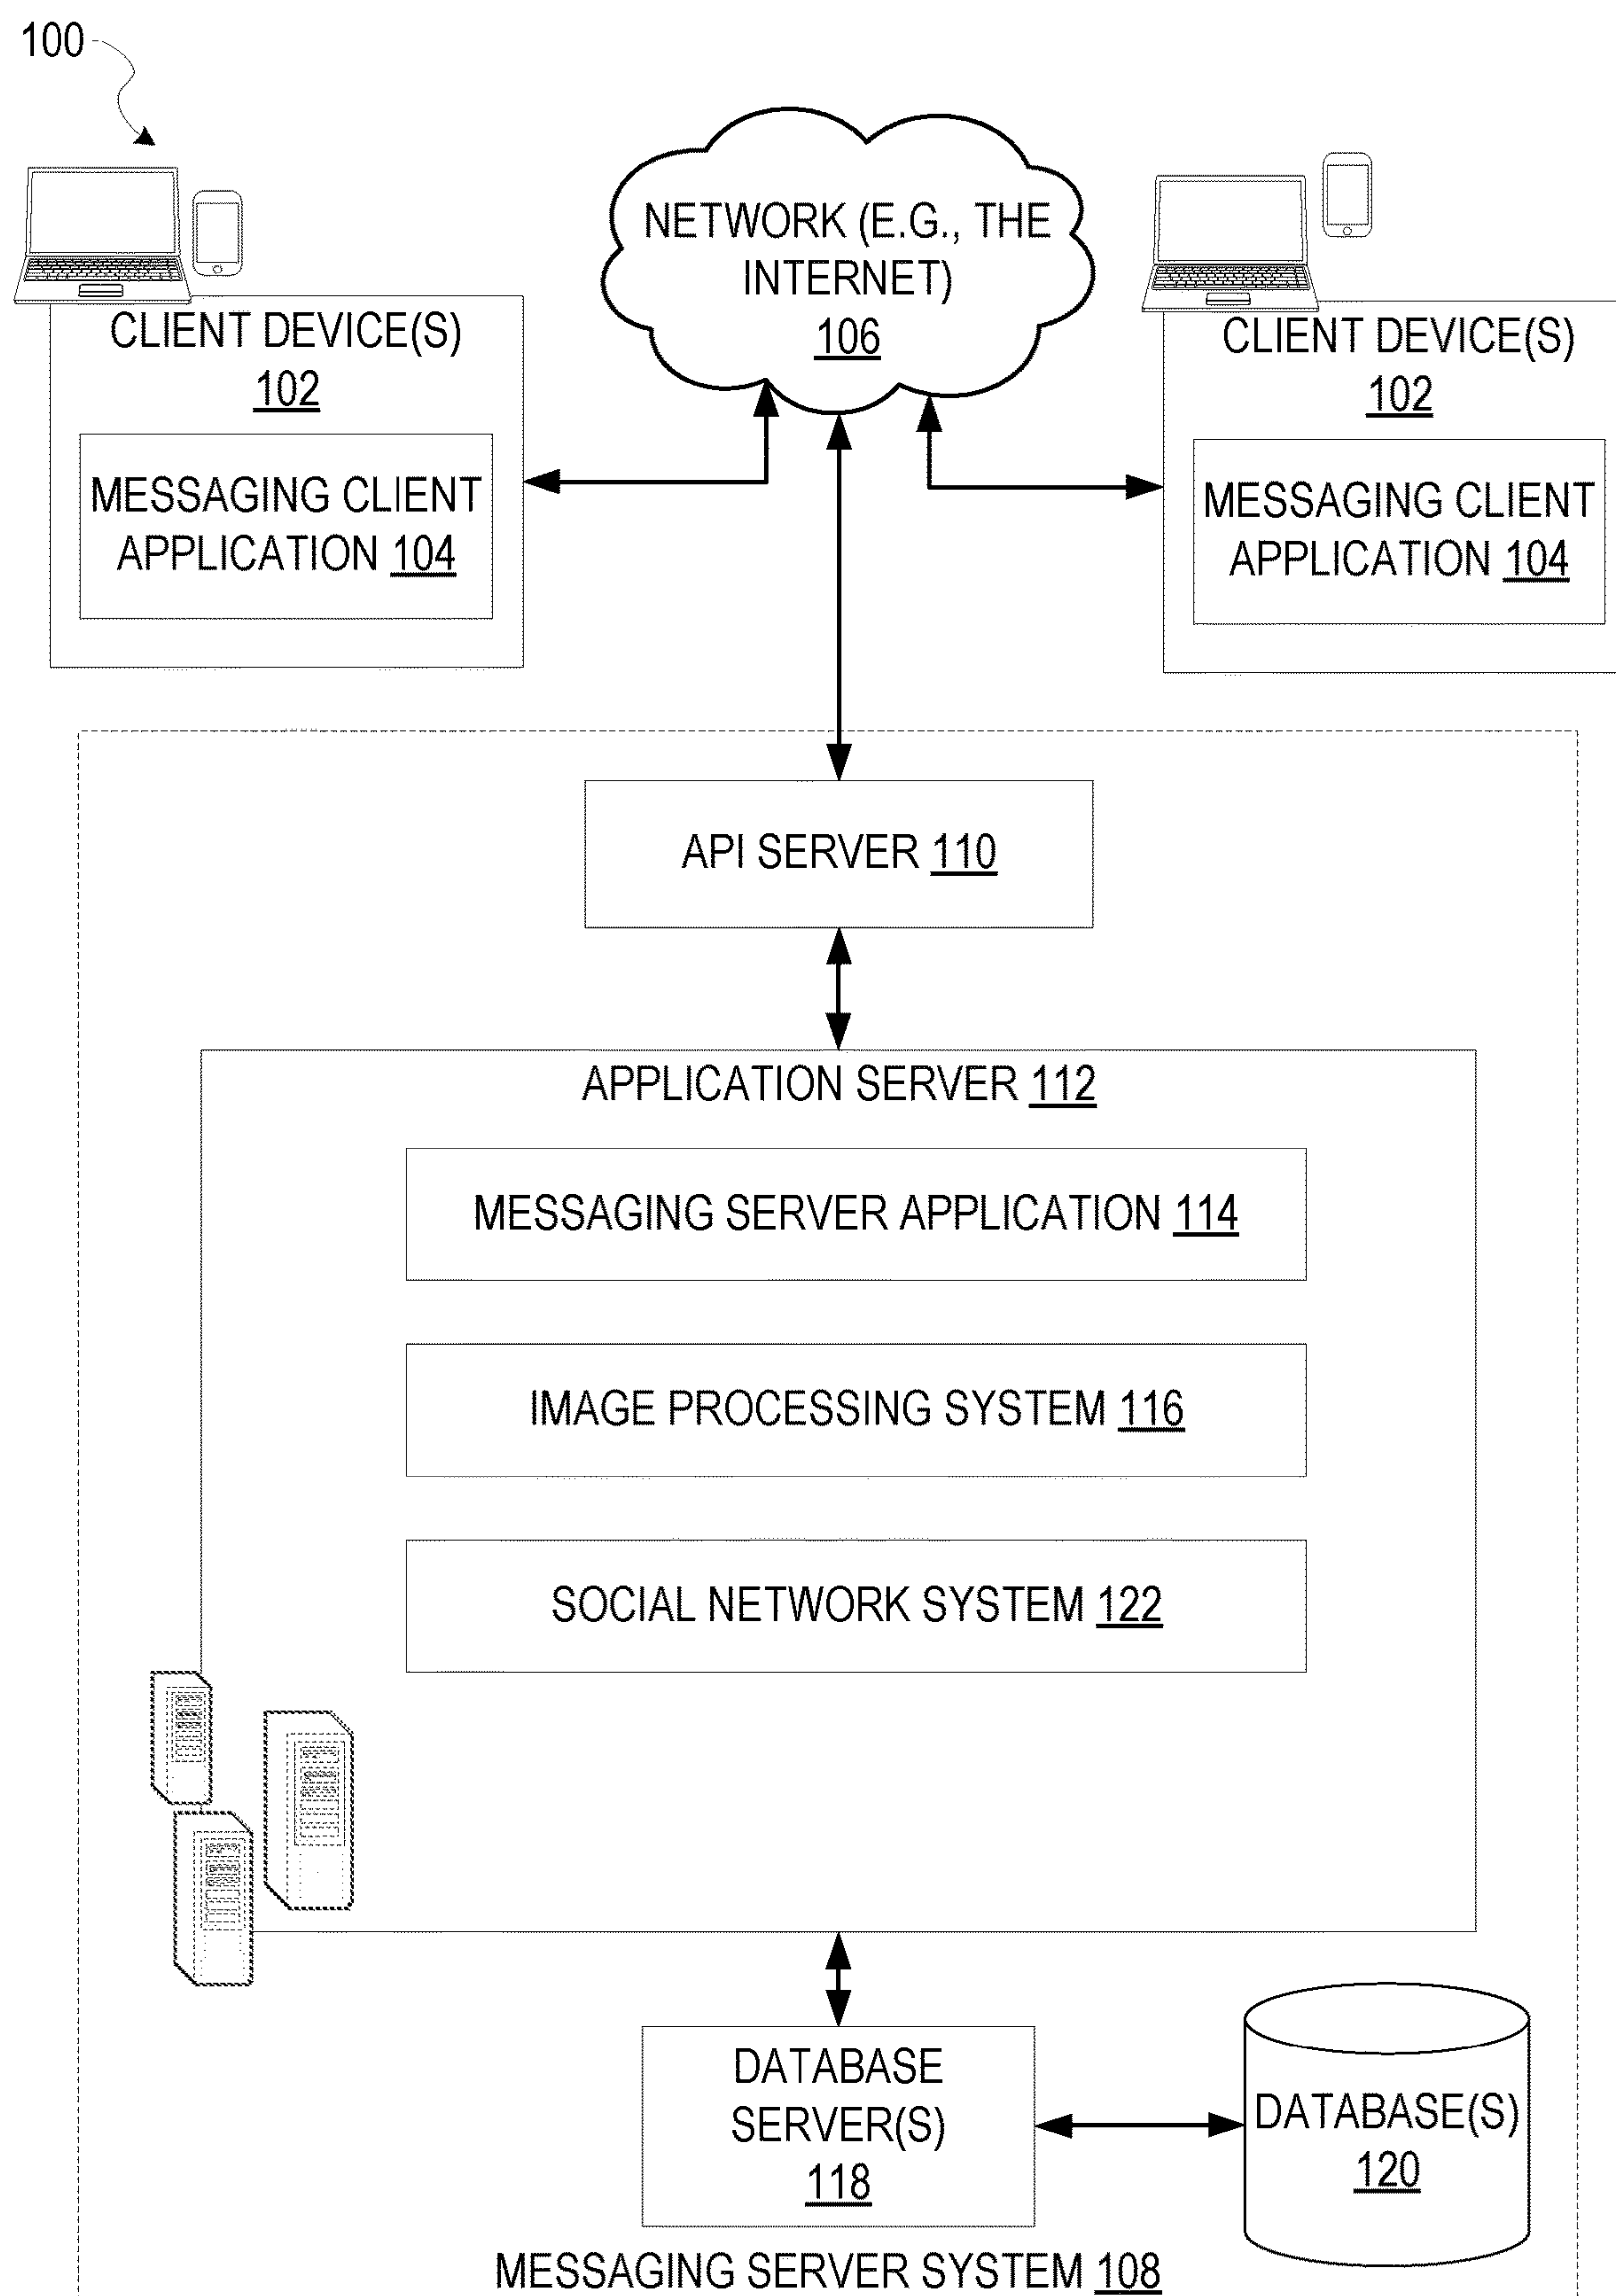 100
NETWORK (E.G., THE
INTERNET)
106
CLIENT DEVICE(S)
102
MESSAGING CLIENT
APPLICATION 104
CLIENT DEVICE(S)
102
MESSAGING CLIENT
APPLICATION 104
API SERVER 110
APPLICATION SERVER 112
MESSAGING SERVER APPLICATION 114
IMAGE PROCESSING SYSTEM 116
SOCIAL NETWORK SYSTEM 122
DATABASE
SERVER(S)
118
DATABASE(S)
120
MESSAGING SERVER SYSTEM 108